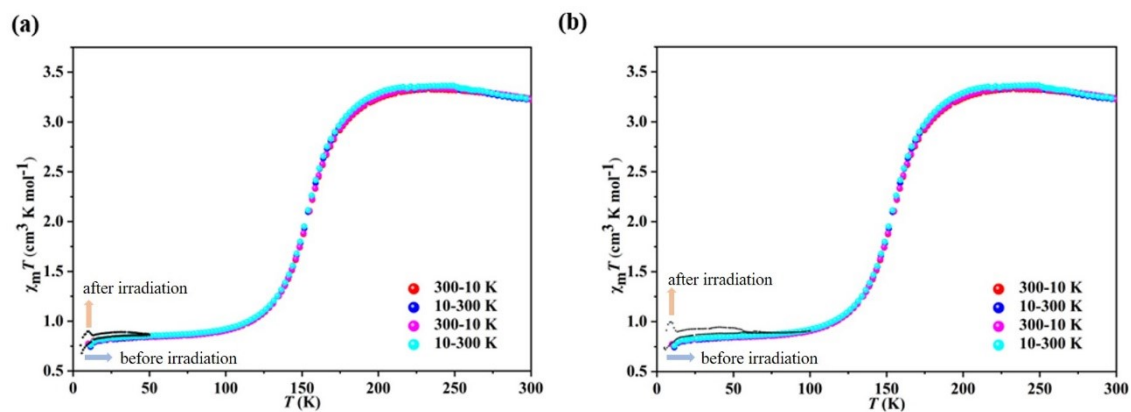 (a)
3.5
3.0
2.5
2.0
1.5
1.0
0.5
χₘT (cm³ K mol⁻¹)
after irradiation
before irradiation
300-10 K
10-300 K
300-10 K
10-300 K
0 50 100 150 200 250 300
T (K)
(b)
3.5
3.0
2.5
2.0
1.5
1.0
0.5
χₘT (cm³ K mol⁻¹)
after irradiation
before irradiation
300-10 K
10-300 K
300-10 K
10-300 K
0 50 100 150 200 250 300
T (K)